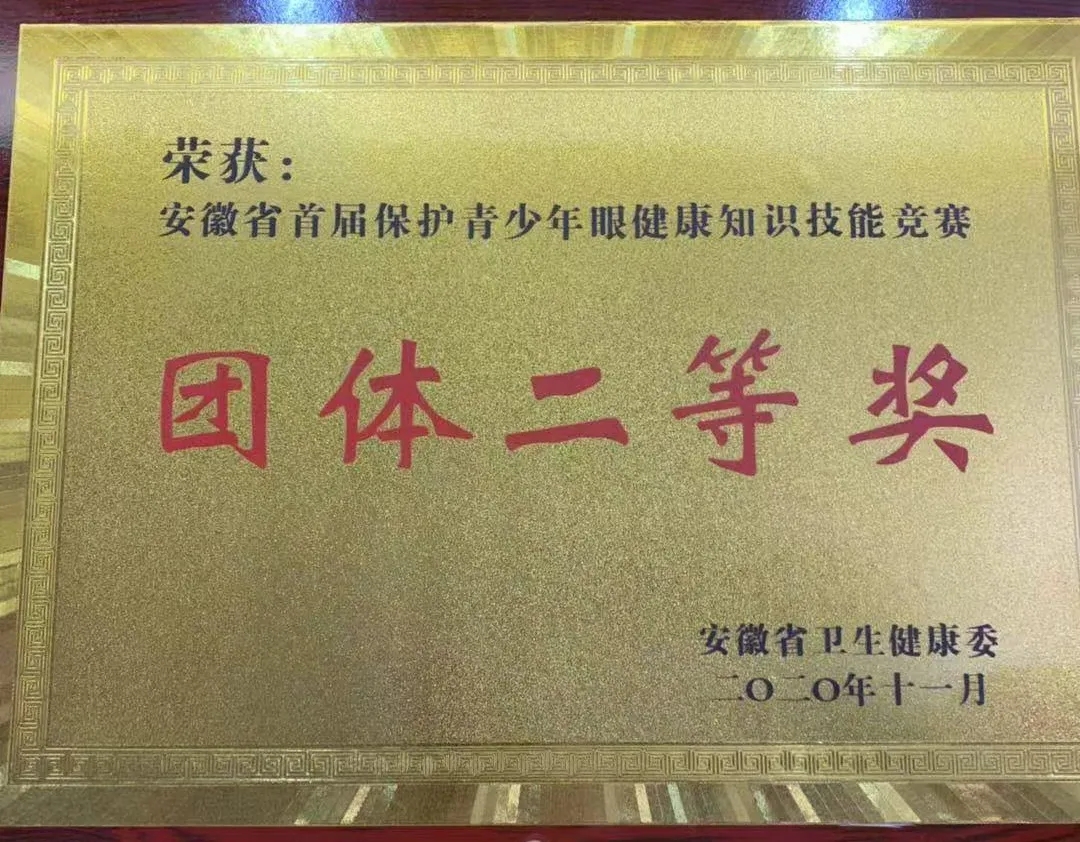 荣获：
安徽省首届保护青少年眼健康知识技能竞赛
团体二等奖
安徽省卫生健康委
二〇二〇年十一月